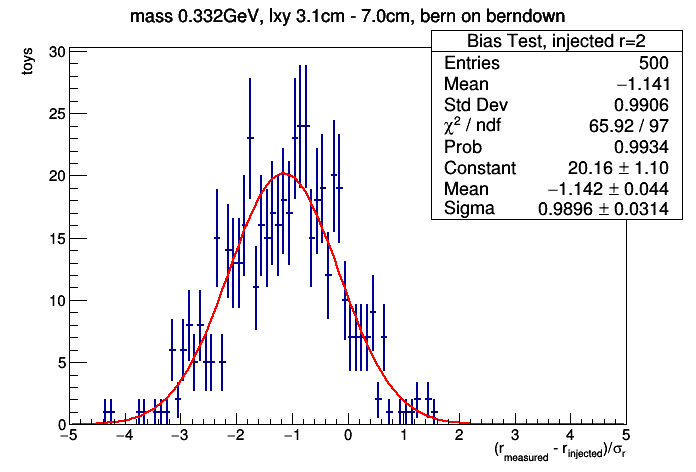 mass 0.332GeV, lxy 3.1cm - 7.0cm, bern on berndown
Bias Test, injected r=2
Entries 500
Mean −1.141
Std Dev 0.9906
χ² / ndf 65.92 / 97
Prob 0.9934
Constant 20.16 ± 1.10
Mean −1.142 ± 0.044
Sigma 0.9896 ± 0.0314
toys
30
25
20
15
10
5
0
−5 −4 −3 −2 −1 0 1 2 3 4 5
(r_measured - r_injected)/σ_r